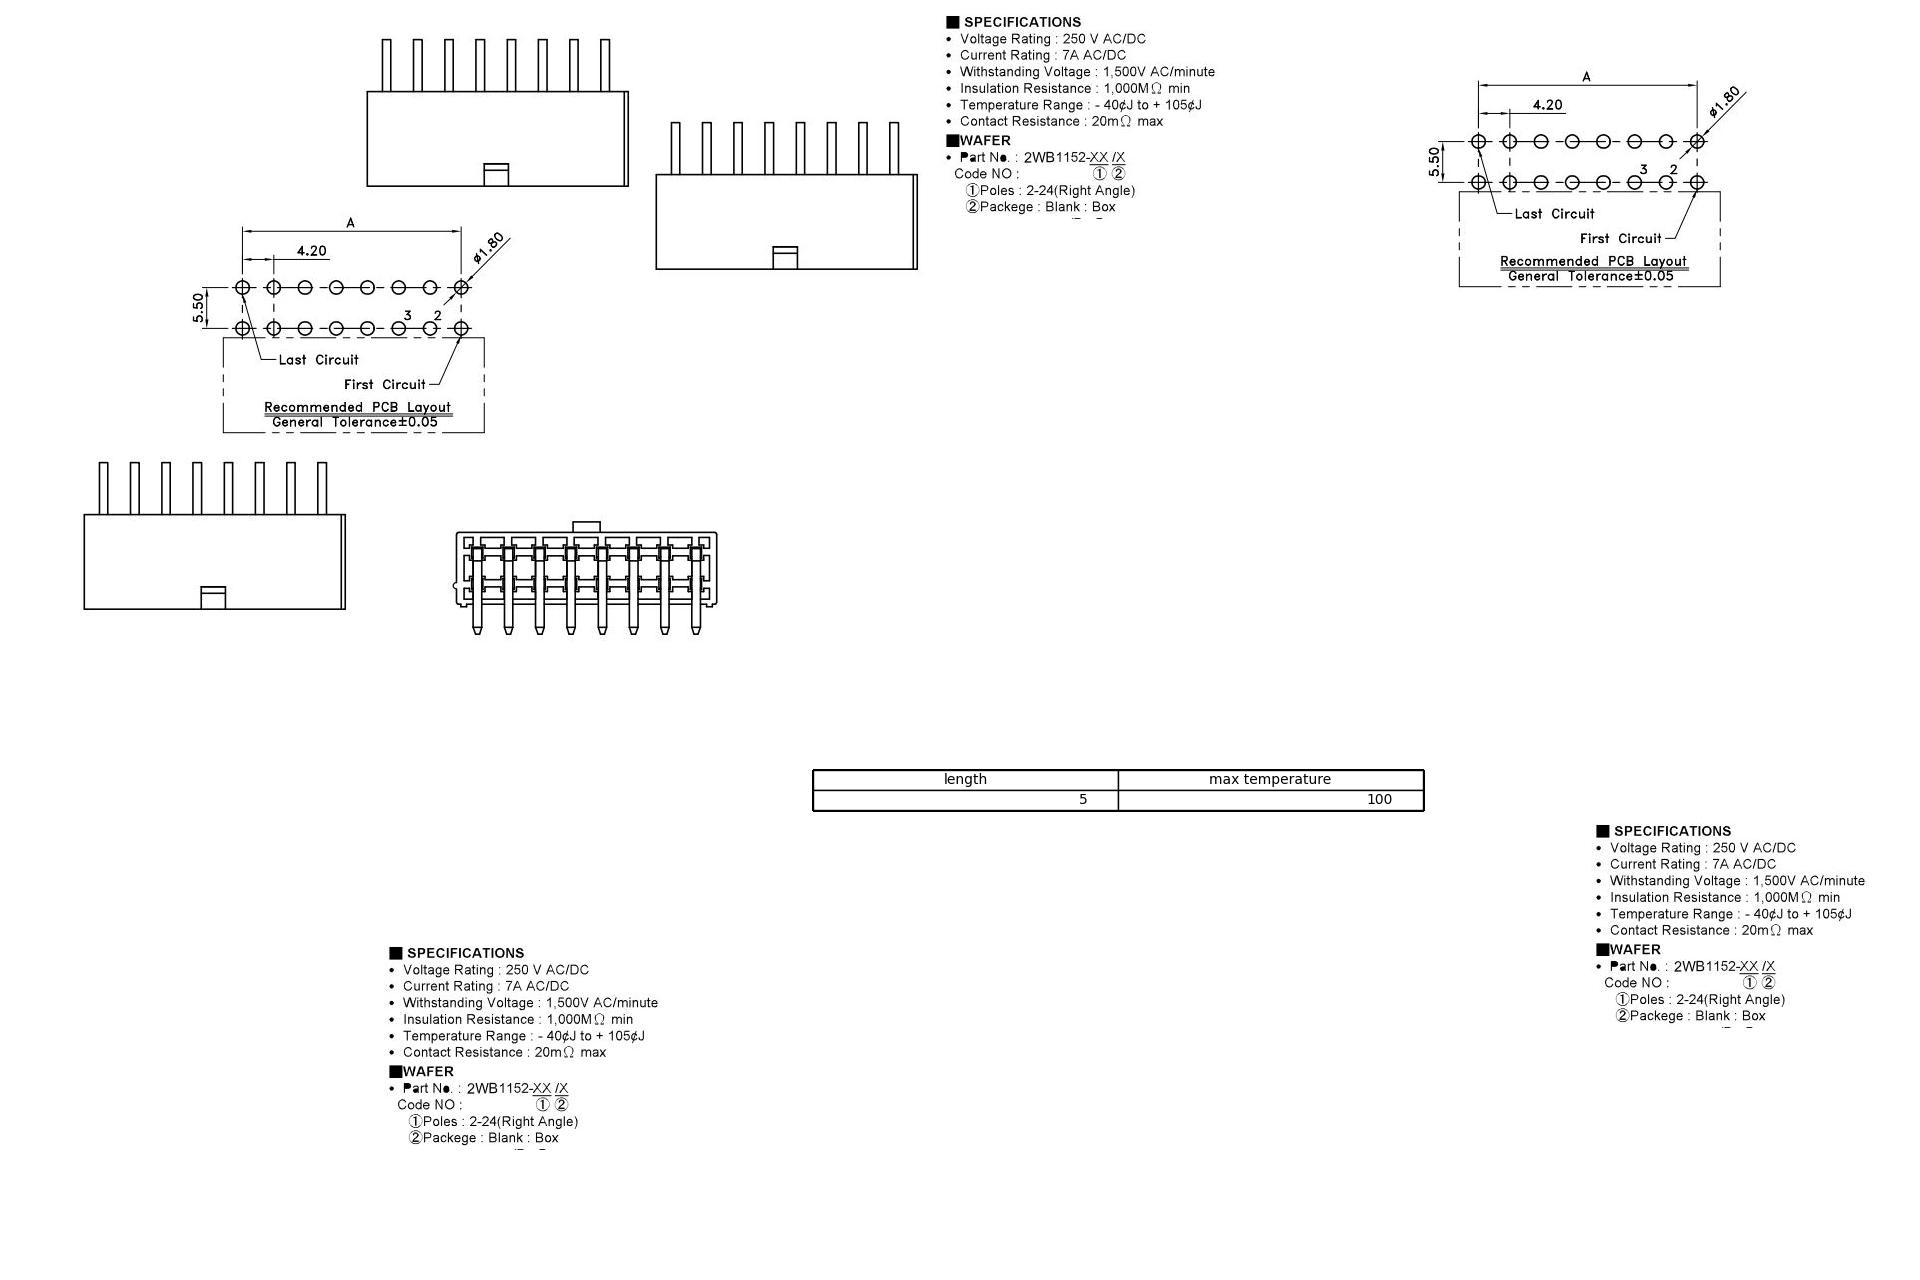 ■ SPECIFICATIONS
• Voltage Rating : 250 V AC/DC
• Current Rating : 7A AC/DC
• Withstanding Voltage : 1,500V AC/minute
• Insulation Resistance : 1,000MΩ min
• Temperature Range : - 40¢J to + 105¢J
• Contact Resistance : 20mΩ max
■WAFER
• Part No. : 2WB1152-XX /X
Code NO : ① ②
①Poles : 2-24(Right Angle)
②Packege : Blank : Box
A
4.20
ø1.80
5.50
3 2
Last Circuit
First Circuit
Recommended PCB Layout
General Tolerance±0.05
A
4.20
ø1.80
5.50
3 2
Last Circuit
First Circuit
Recommended PCB Layout
General Tolerance±0.05
length max temperature
5 100
■ SPECIFICATIONS
• Voltage Rating : 250 V AC/DC
• Current Rating : 7A AC/DC
• Withstanding Voltage : 1,500V AC/minute
• Insulation Resistance : 1,000MΩ min
• Temperature Range : - 40¢J to + 105¢J
• Contact Resistance : 20mΩ max
■WAFER
• Part No. : 2WB1152-XX /X
Code NO : ① ②
①Poles : 2-24(Right Angle)
②Packege : Blank : Box
■ SPECIFICATIONS
• Voltage Rating : 250 V AC/DC
• Current Rating : 7A AC/DC
• Withstanding Voltage : 1,500V AC/minute
• Insulation Resistance : 1,000MΩ min
• Temperature Range : - 40¢J to + 105¢J
• Contact Resistance : 20mΩ max
■WAFER
• Part No. : 2WB1152-XX /X
Code NO : ① ②
①Poles : 2-24(Right Angle)
②Packege : Blank : Box